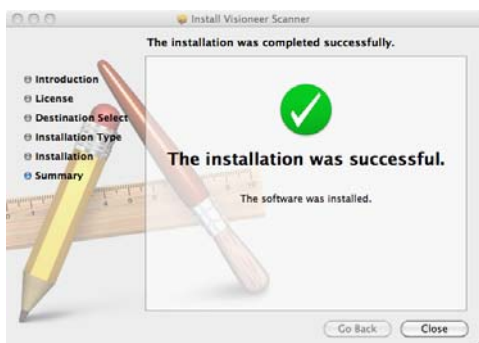 Install Visioneer Scanner
The installation was completed successfully.
Introduction
License
Destination Select
Installation Type
Installation
Summary
The installation was successful.
The software was installed.
Go Back
Close